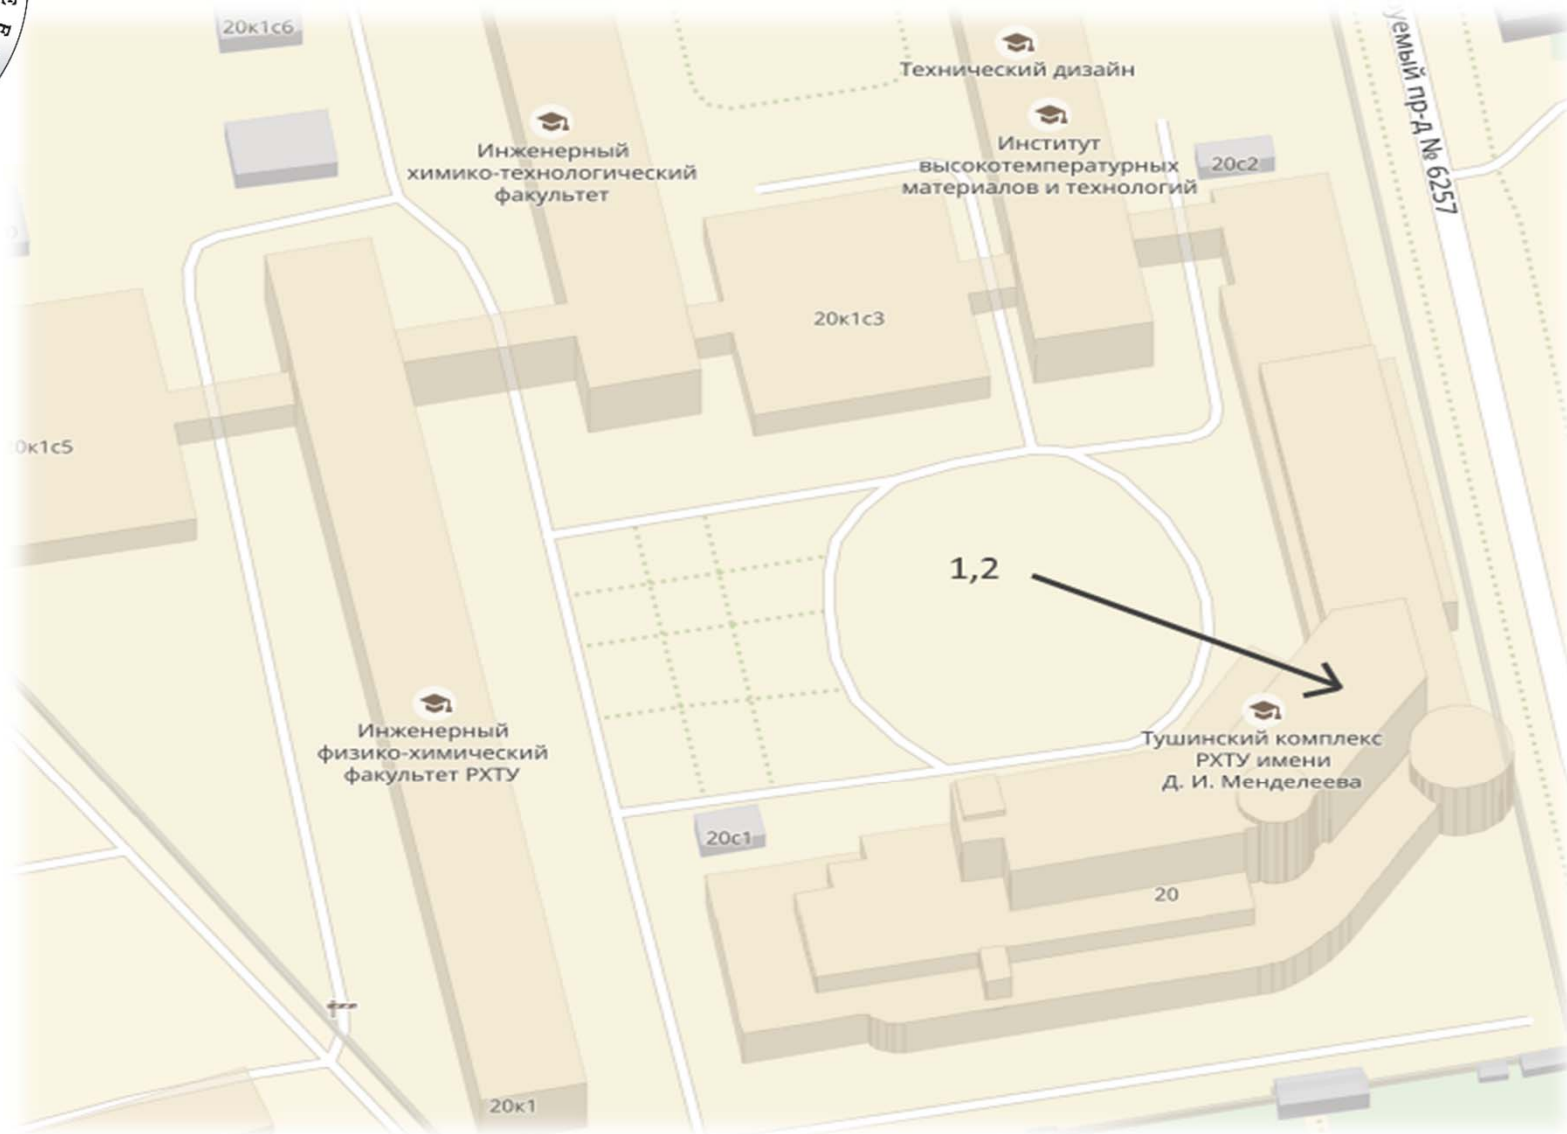 20к1с6
Технический дизайн
Инженерный
химико-технологический
факультет
Институт
высокотемпературных
материалов и технологий
20с2
уемый пр-д № 6257
20к1с3
0к1с5
1,2
Инженерный
физико-химический
факультет РХТУ
Тушинский комплекс
РХТУ имени
Д. И. Менделеева
20с1
20
20к1